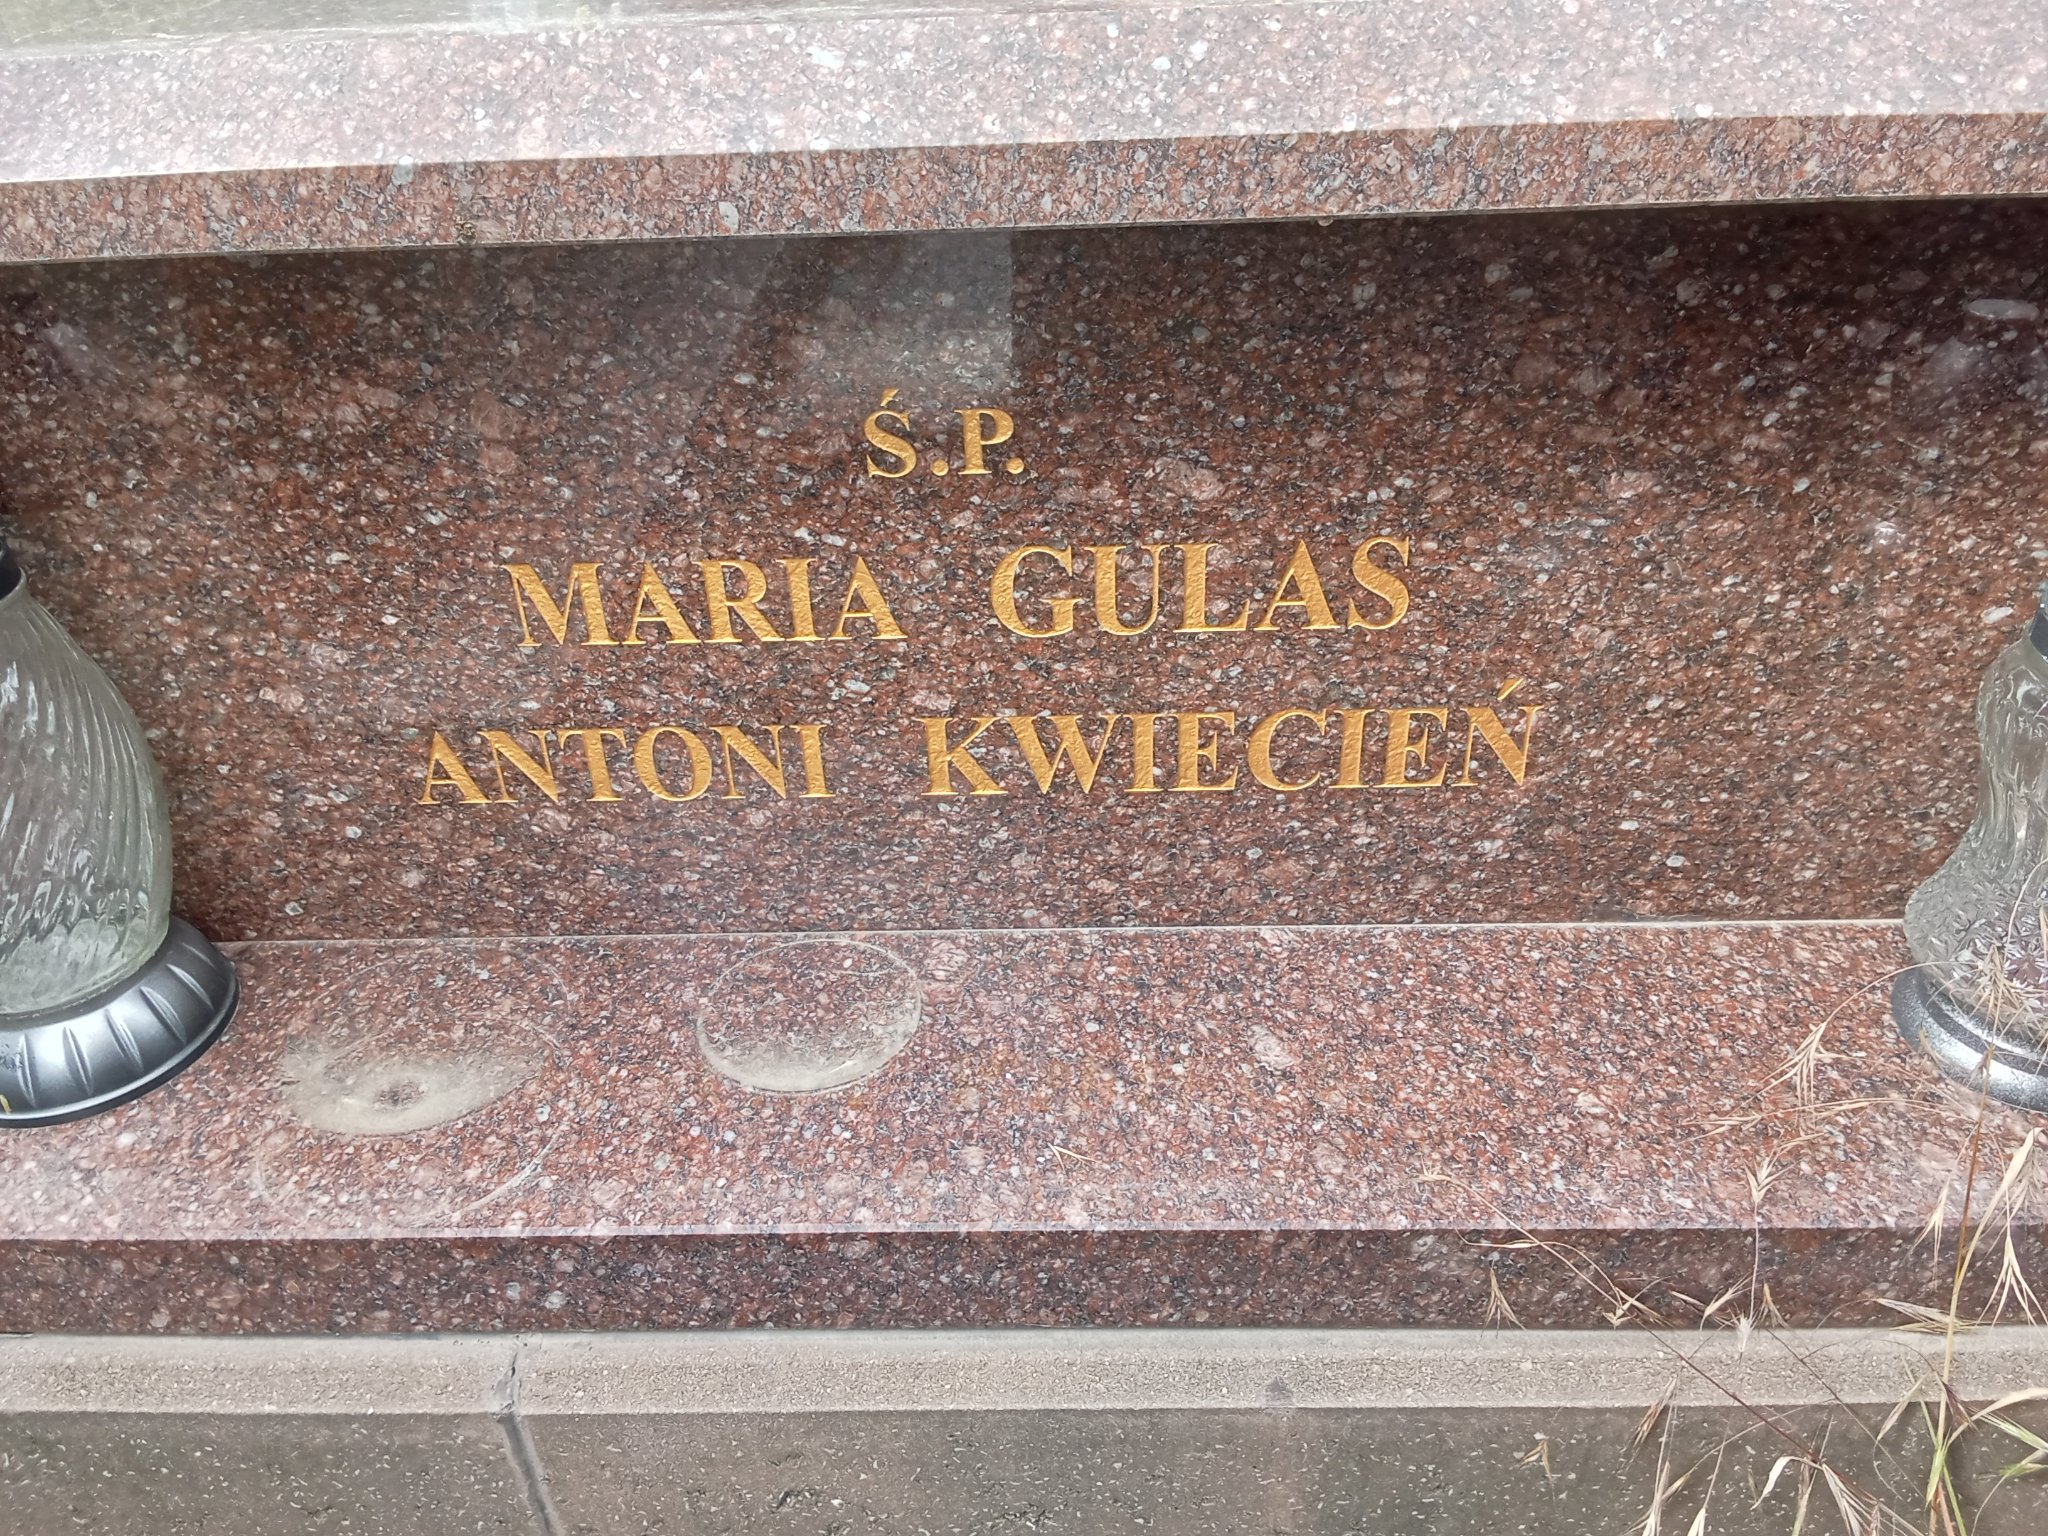 Ś.P.
MARIA GULAS
ANTONI KWIECIEŃ